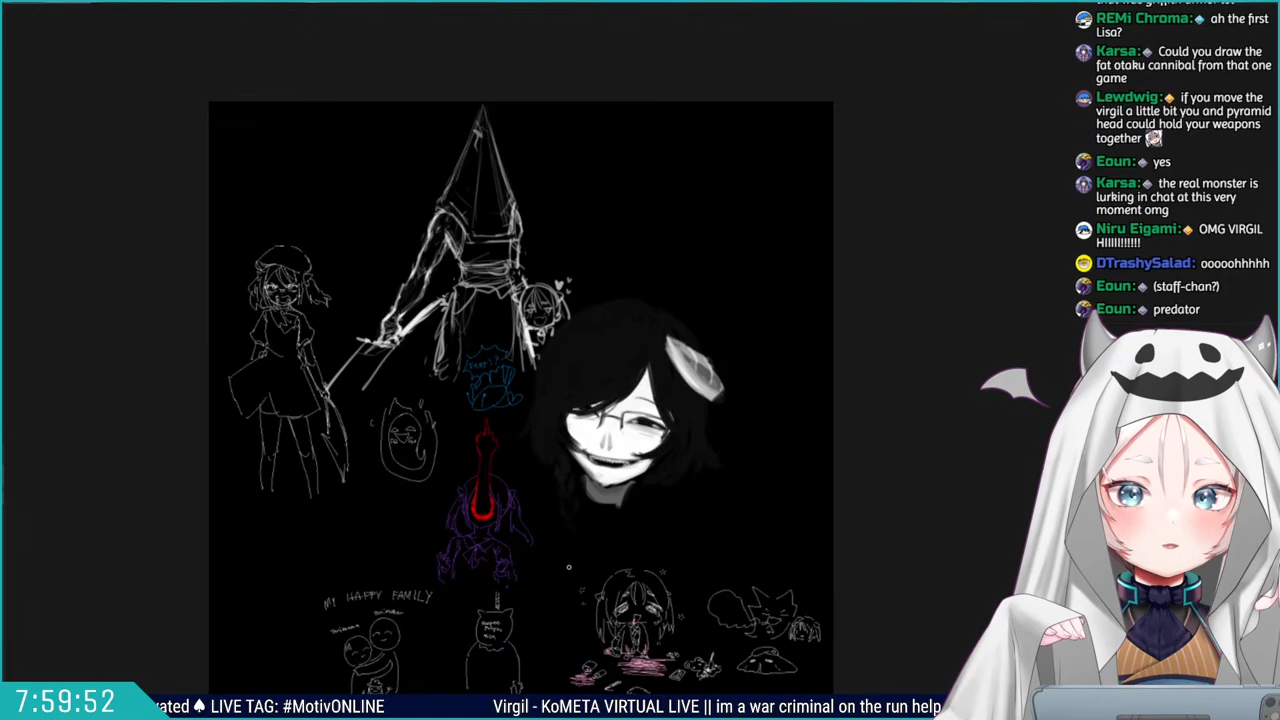 REMi Chroma: ah the first
Lisa?
Karsa: Could you draw the
fat otaku cannibal from that one
game
Lewdwig: if you move the
virgil a little bit you and pyramid
head could hold your weapons
together
Eoun: yes
Karsa: the real monster is
lurking in chat at this very
moment omg
Niru Eigami: OMG VIRGIL
HIIIII!!!!!!
DTrashySalad: ooooohhhhh
Eoun: (staff-chan?)
Eoun: predator
MY HAPPY FAMILY
7:59:52
vated ♠ LIVE TAG: #MotivONLINE
Virgil - KoMETA VIRTUAL LIVE || im a war criminal on the run help